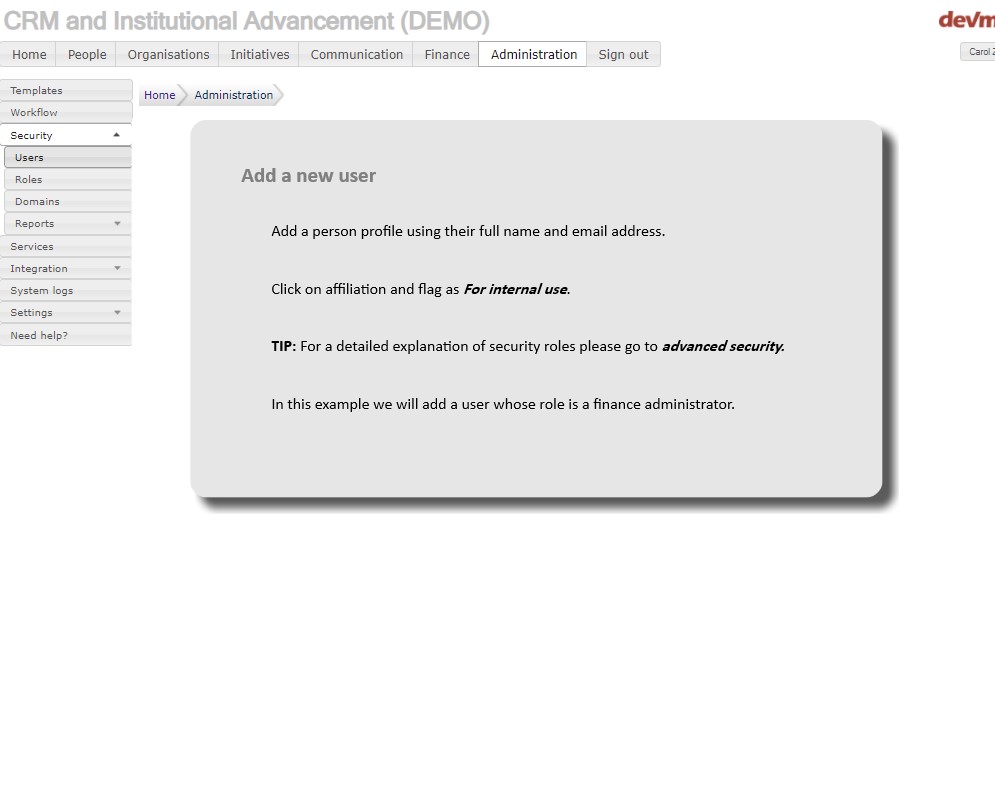 CRM and Institutional Advancement (DEMO)
Home People Organisations Initiatives Communication Finance Administration Sign out
Templates
Workflow
Security
Users
Roles
Domains
Reports
Services
Integration
System logs
Settings
Need help?
Home Administration
Carol
Add a new user
Add a person profile using their full name and email address.
Click on affiliation and flag as For internal use.
TIP: For a detailed explanation of security roles please go to advanced security.
In this example we will add a user whose role is a finance administrator.